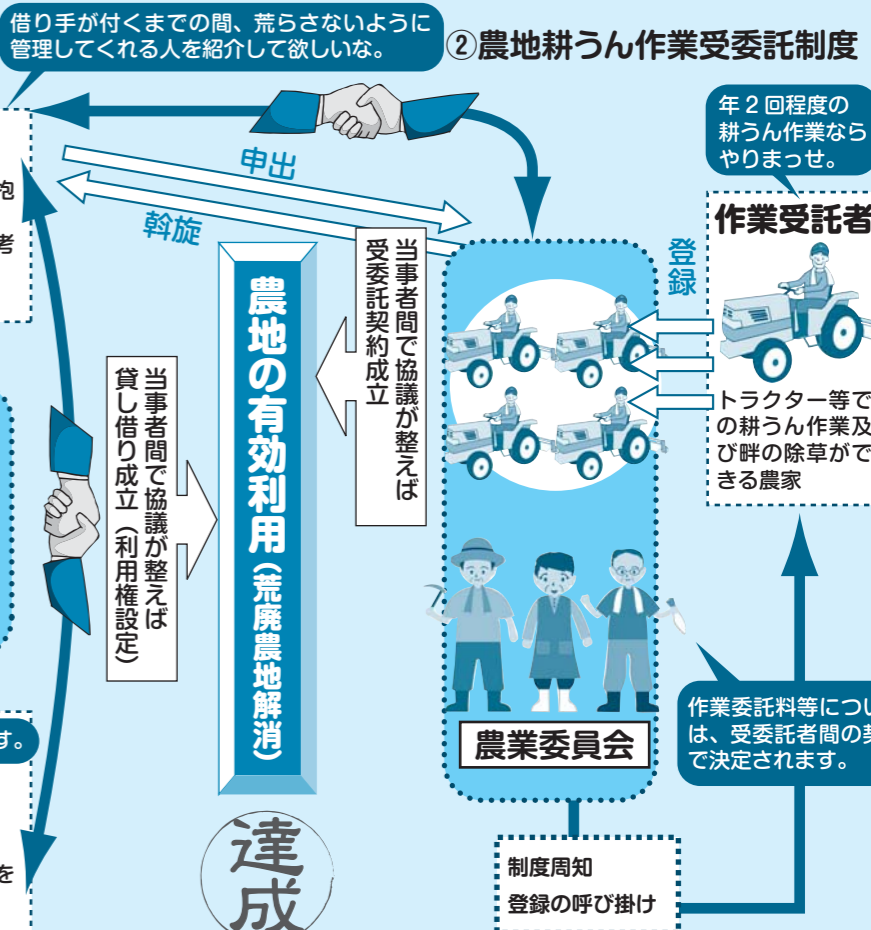 借り手が付くまでの間、荒らさないように
管理してくれる人を紹介して欲しいな。
②農地耕うん作業受委託制度
年2回程度の
耕うん作業なら
やりまっせ。
考
申出
斡旋
作業受託者
登録
当事者間で協議が整えば
受委託契約成立
農地の有効利用(荒廃農地解消)
当事者間で協議が整えば
貸し借り成立(利用権設定)
トラクター等で
の耕うん作業及
び畔の除草がで
きる農家
作業委託料等につい
は、受委託者間の契
で決定されます。
す。
農業委員会
を
達成
制度周知
登録の呼び掛け